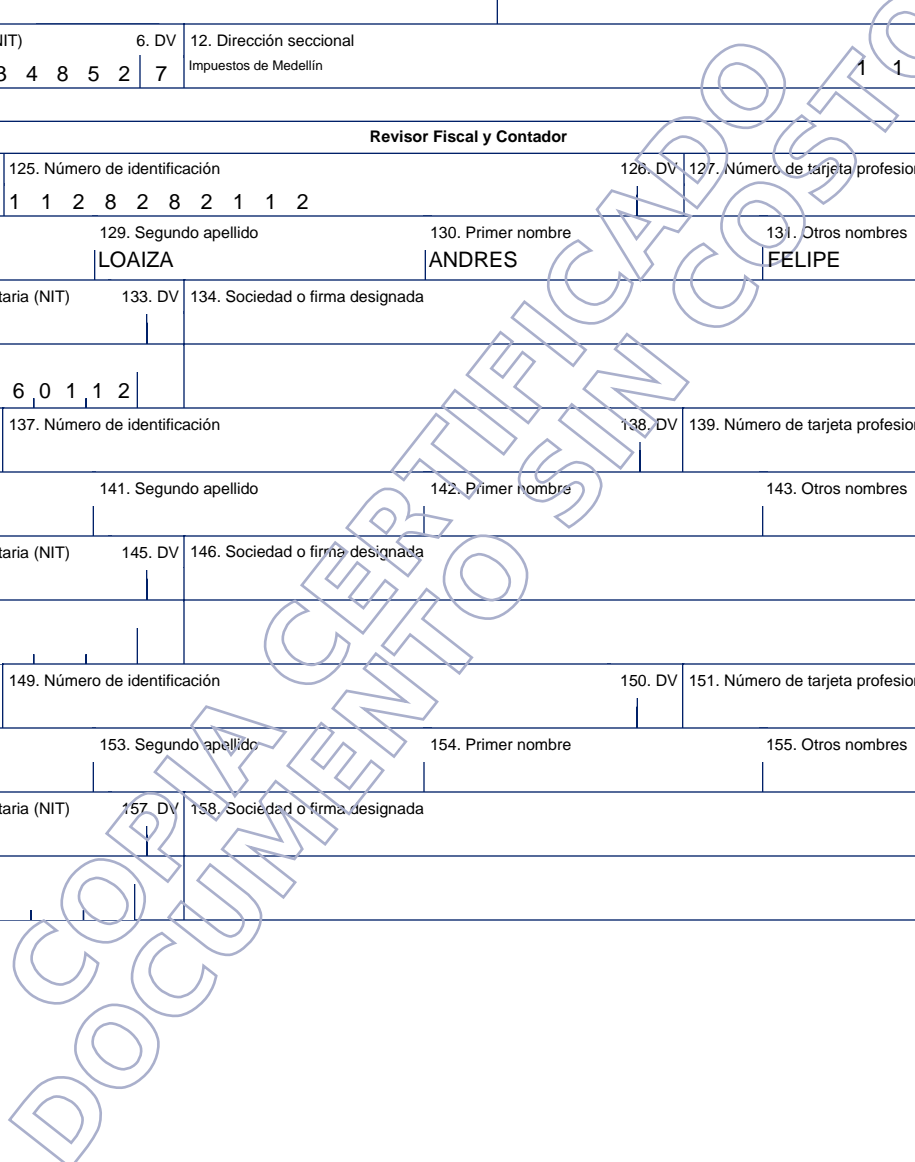 NIT) 6. DV 12. Dirección seccional
3 4 8 5 2 7 Impuestos de Medellín 1 1
Revisor Fiscal y Contador
125. Número de identificación 126. DV 127. Número de tarjeta profesion
1 1 2 8 2 8 2 1 1 2
129. Segundo apellido 130. Primer nombre 131. Otros nombres
LOAIZA ANDRES FELIPE
taria (NIT) 133. DV 134. Sociedad o firma designada
6 0 1 1 2
137. Número de identificación 138. DV 139. Número de tarjeta profesion
141. Segundo apellido 142. Primer nombre 143. Otros nombres
taria (NIT) 145. DV 146. Sociedad o firma designada
149. Número de identificación 150. DV 151. Número de tarjeta profesion
153. Segundo apellido 154. Primer nombre 155. Otros nombres
taria (NIT) 157. DV 158. Sociedad o firma designada
COPIA CERTIFICADO
DOCUMENTO SIN COSTO